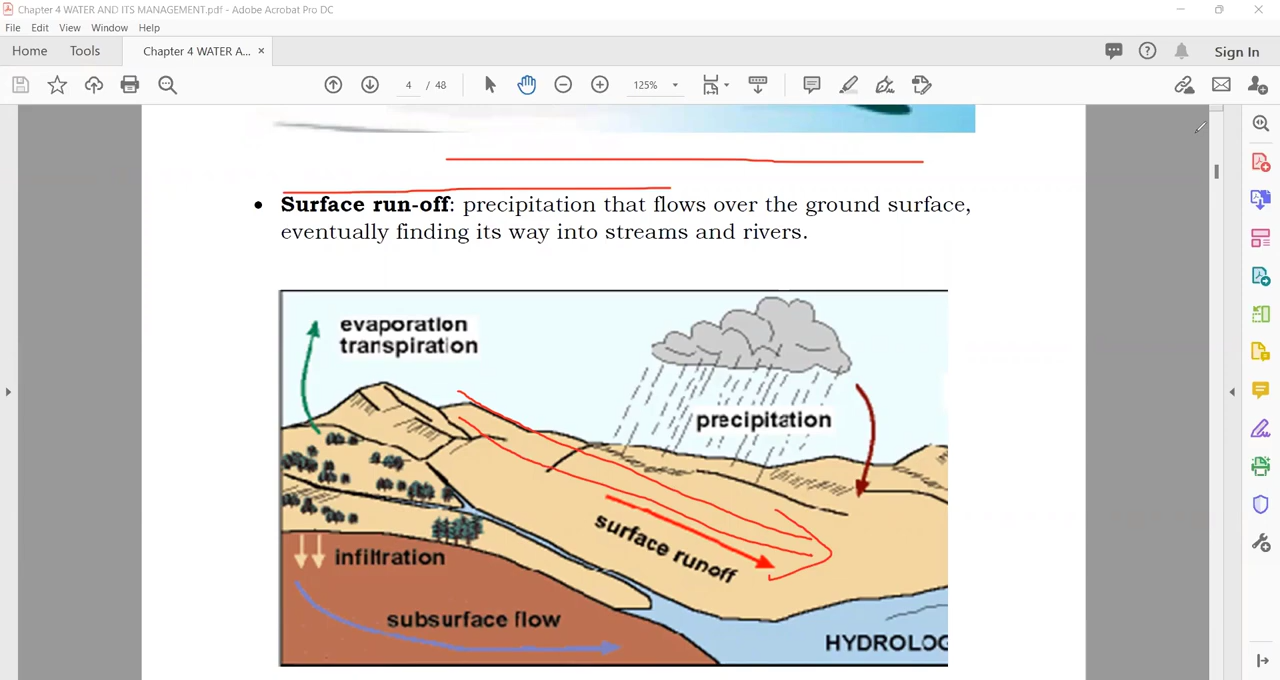 Chapter 4 WATER AND ITS MANAGEMENT.pdf - Adobe Acrobat Pro DC
File Edit View Window Help
Home Tools Chapter 4 WATER A... × Sign In
4 / 48 125%
• Surface run-off: precipitation that flows over the ground surface,
eventually finding its way into streams and rivers.
evaporation
transpiration
precipitation
surface runoff
infiltration
subsurface flow
HYDROLOG